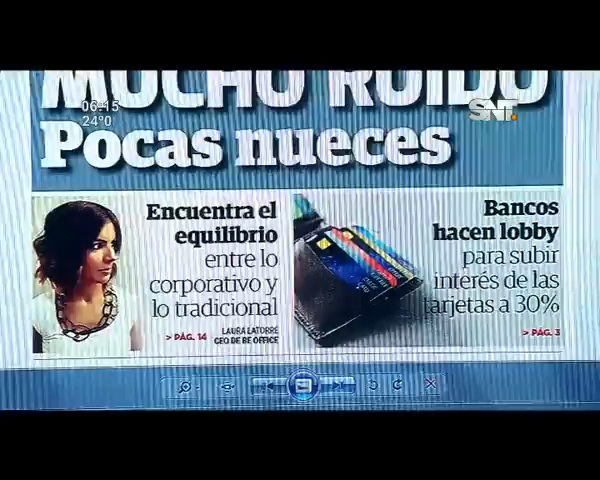 MUCHO RUIDO
06:15
24°0
SNT.
Pocas nueces
Encuentra el
equilibrio
entre lo
corporativo y
lo tradicional
LAURA LATORRE
> PÁG. 14 CEO DE BE OFFICE
Bancos
hacen lobby
para subir
interés de las
tarjetas a 30%
> PÁG. 3